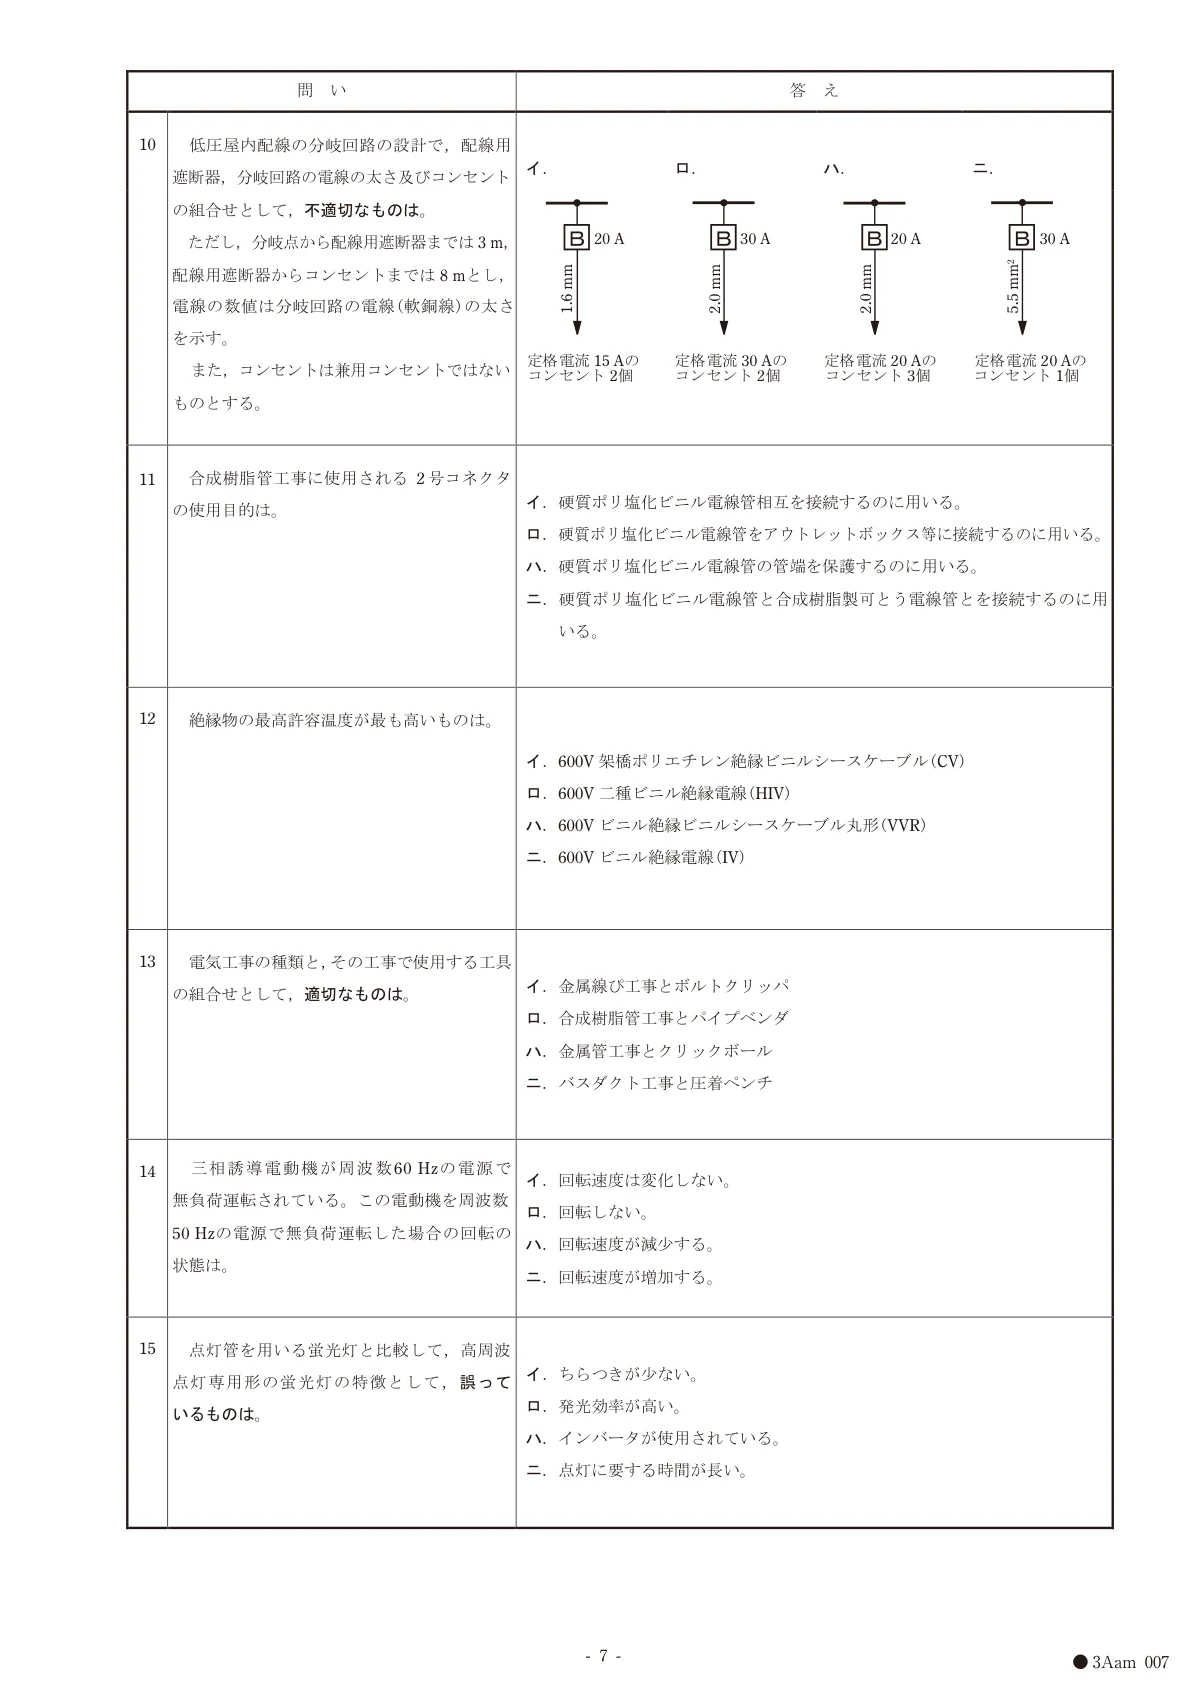 問　い
答　え
10
低圧屋内配線の分岐回路の設計で，配線用
遮断器，分岐回路の電線の太さ及びコンセント
の組合せとして，不適切なものは。
ただし，分岐点から配線用遮断器までは 3 m，
配線用遮断器からコンセントまでは 8 mとし，
電線の数値は分岐回路の電線(軟銅線)の太さ
を示す。
また，コンセントは兼用コンセントではない
ものとする。
イ．
B 20 A
1.6 mm
定格電流 15 Aの
コンセント 2個
ロ．
B 30 A
2.0 mm
定格電流 30 Aの
コンセント 2個
ハ．
B 20 A
2.0 mm
定格電流 20 Aの
コンセント 3個
ニ．
B 30 A
5.5 mm²
定格電流 20 Aの
コンセント 1個
11
合成樹脂管工事に使用される 2 号コネクタ
の使用目的は。
イ．硬質ポリ塩化ビニル電線管相互を接続するのに用いる。
ロ．硬質ポリ塩化ビニル電線管をアウトレットボックス等に接続するのに用いる。
ハ．硬質ポリ塩化ビニル電線管の管端を保護するのに用いる。
ニ．硬質ポリ塩化ビニル電線管と合成樹脂製可とう電線管とを接続するのに用
いる。
12
絶縁物の最高許容温度が最も高いものは。
イ．600V 架橋ポリエチレン絶縁ビニルシースケーブル(CV)
ロ．600V 二種ビニル絶縁電線(HIV)
ハ．600V ビニル絶縁ビニルシースケーブル丸形(VVR)
ニ．600V ビニル絶縁電線(IV)
13
電気工事の種類と，その工事で使用する工具
の組合せとして，適切なものは。
イ．金属線ぴ工事とボルトクリッパ
ロ．合成樹脂管工事とパイプベンダ
ハ．金属管工事とクリックボール
ニ．バスダクト工事と圧着ペンチ
14
三相誘導電動機が周波数60 Hzの電源で
無負荷運転されている。この電動機を周波数
50 Hzの電源で無負荷運転した場合の回転の
状態は。
イ．回転速度は変化しない。
ロ．回転しない。
ハ．回転速度が減少する。
ニ．回転速度が増加する。
15
点灯管を用いる蛍光灯と比較して，高周波
点灯専用形の蛍光灯の特徴として，誤って
いるものは。
イ．ちらつきが少ない。
ロ．発光効率が高い。
ハ．インバータが使用されている。
ニ．点灯に要する時間が長い。
- 7 -
●3Aam 007